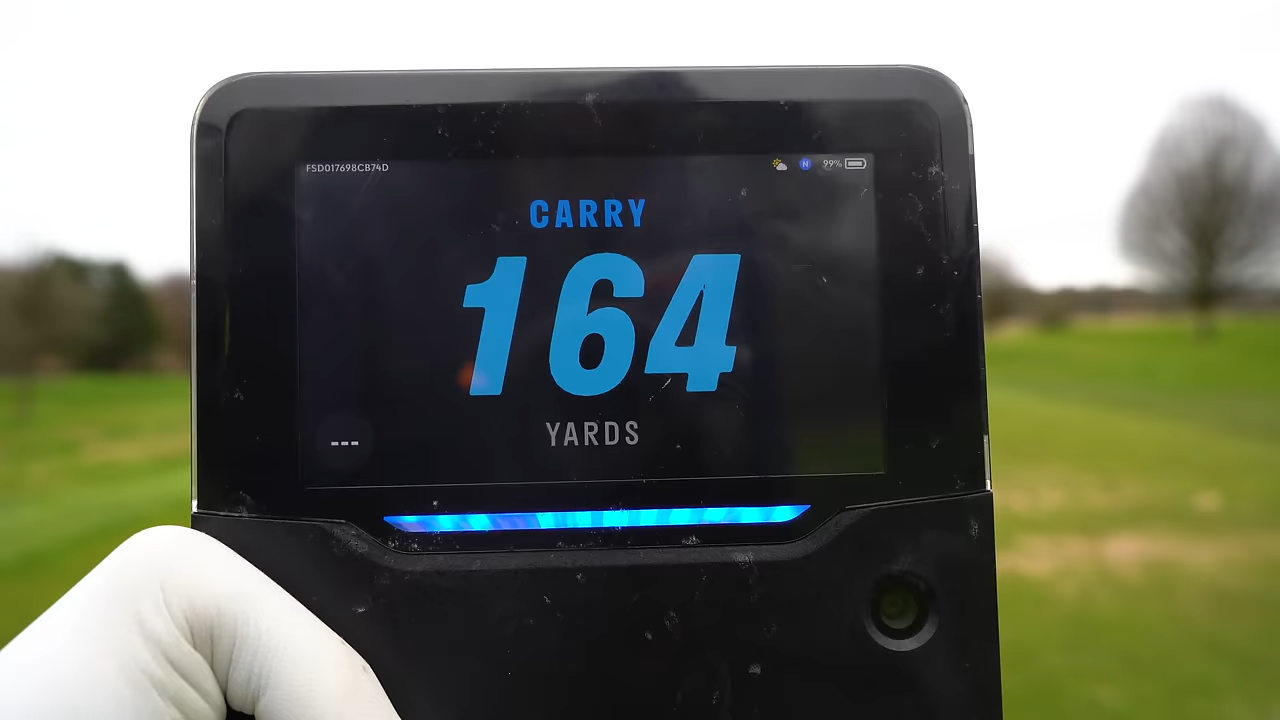 FSD017698CB74D
N 99%
CARRY
164
YARDS
---